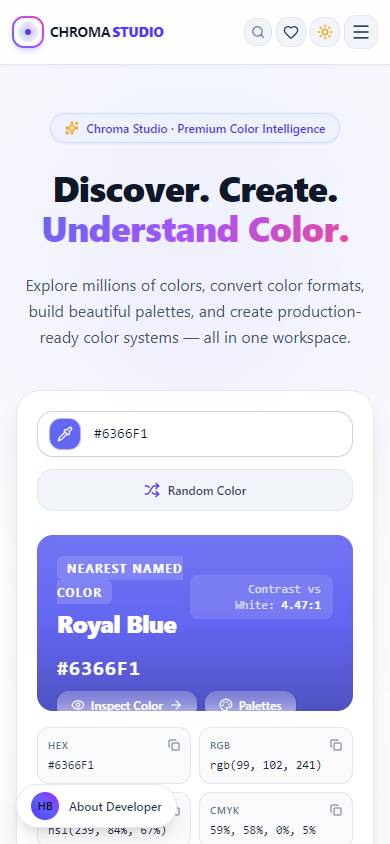 CHROMA STUDIO
Chroma Studio · Premium Color Intelligence
Discover. Create.
Understand Color.
Explore millions of colors, convert color formats,
build beautiful palettes, and create production-
ready color systems — all in one workspace.
#6366F1
Random Color
NEAREST NAMED
COLOR
Royal Blue
Contrast vs
White: 4.47:1
#6366F1
Inspect Color → Palettes
HEX
#6366F1
RGB
rgb(99, 102, 241)
hsl(239, 84%, 67%)
CMYK
59%, 58%, 0%, 5%
HB About Developer